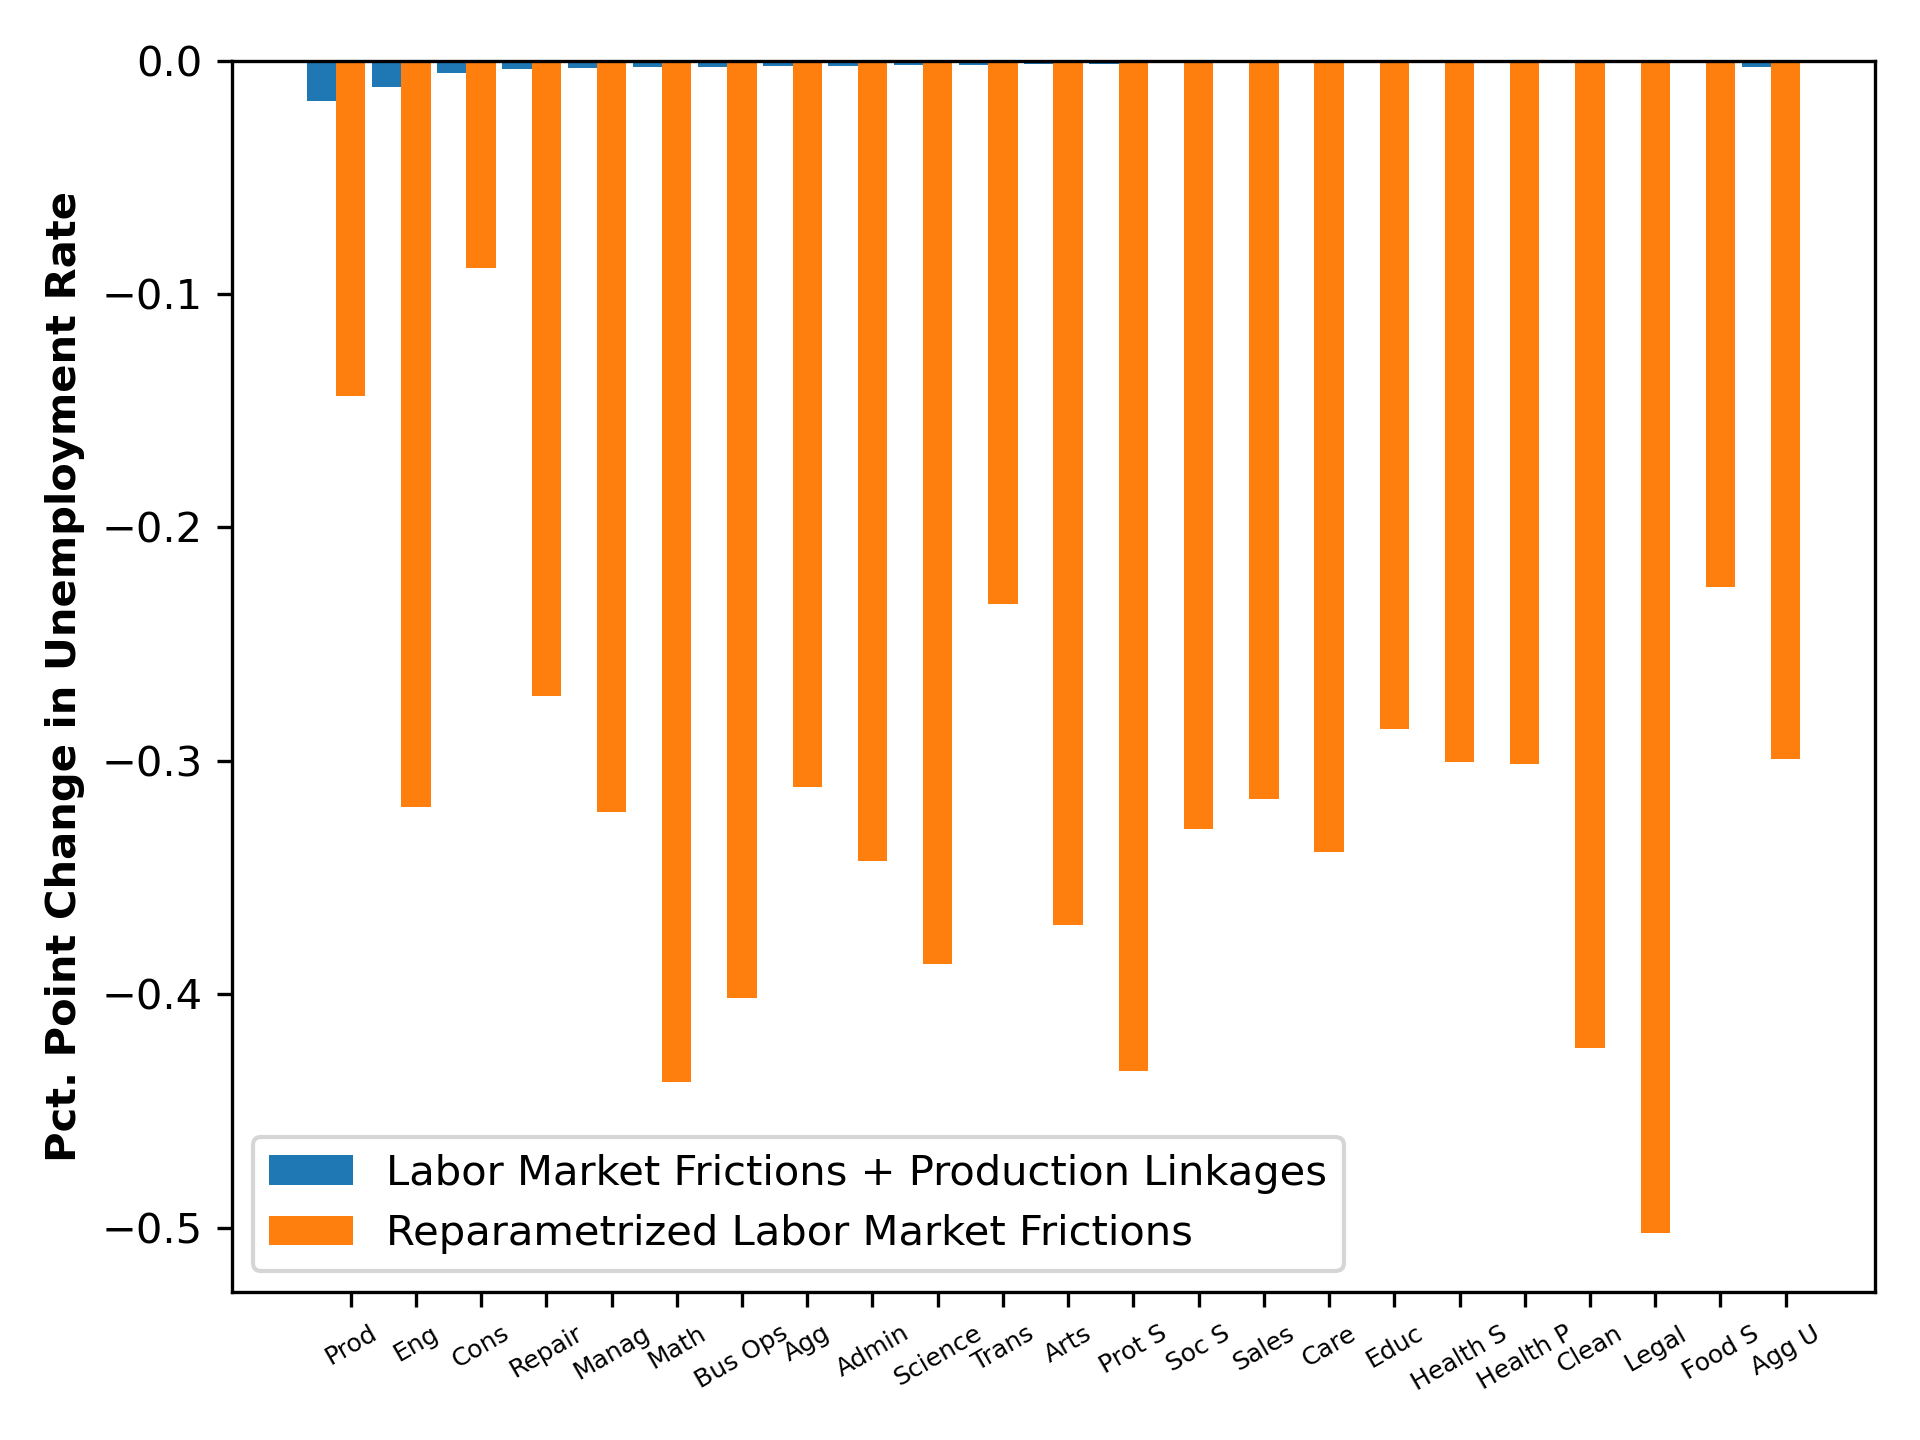 Pct. Point Change in Unemployment Rate
0.0
−0.1
−0.2
−0.3
−0.4
−0.5
Labor Market Frictions + Production Linkages
Reparametrized Labor Market Frictions
Prod
Eng
Cons
Repair
Manag
Math
Bus Ops
Agg
Admin
Science
Trans
Arts
Prot S
Soc S
Sales
Care
Educ
Health S
Health P
Clean
Legal
Food S
Agg U